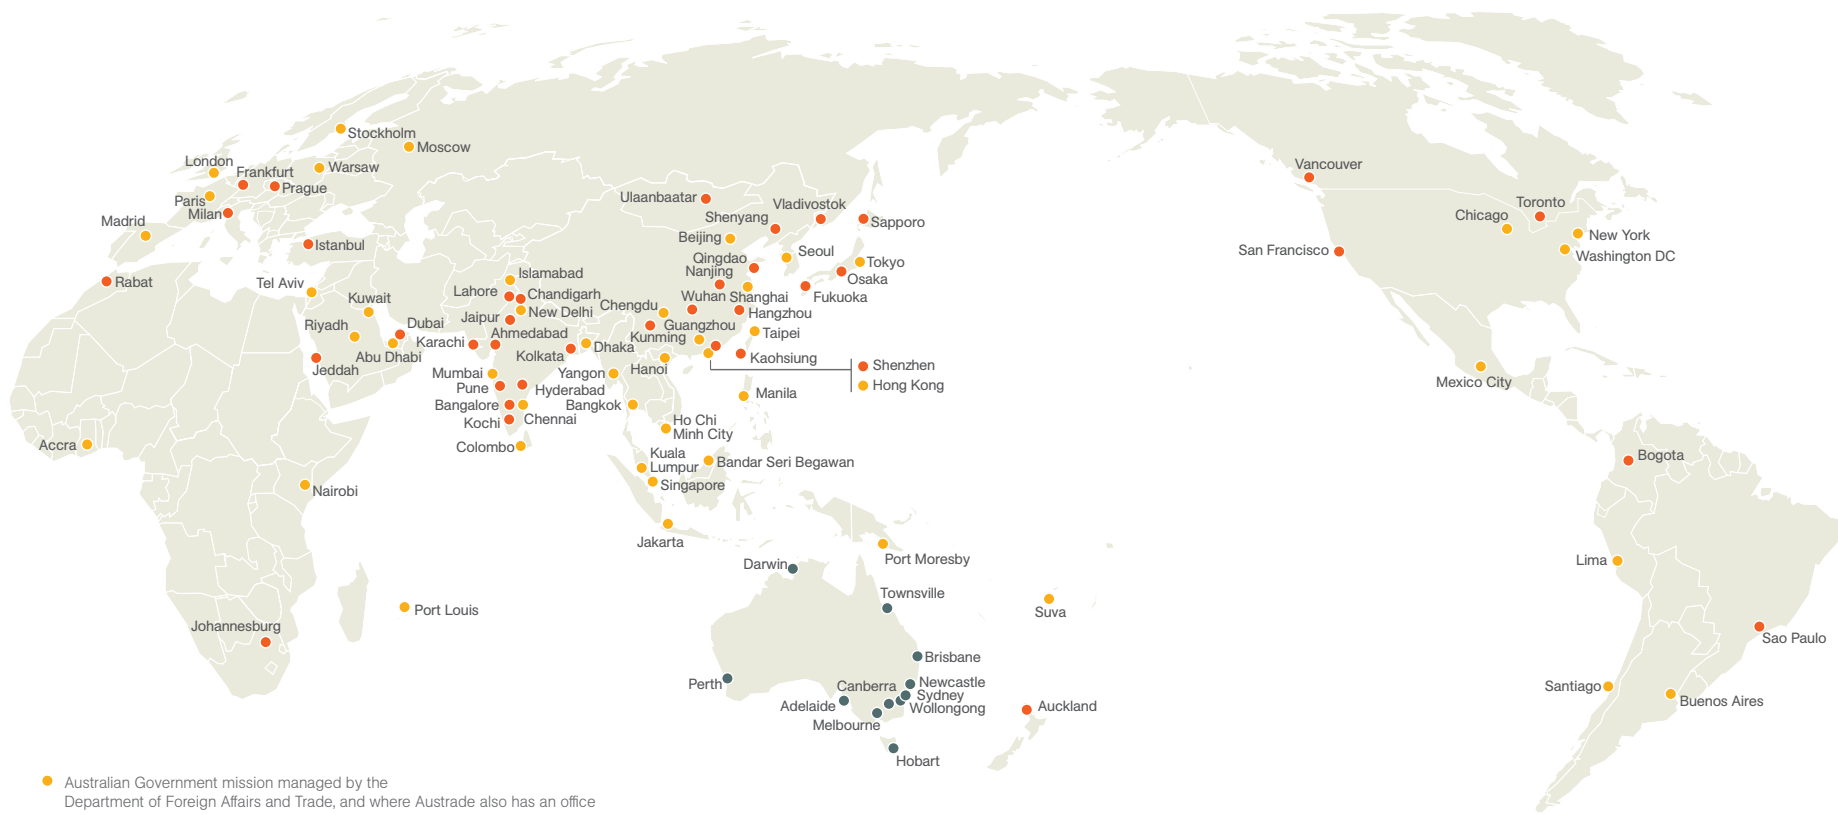 Stockholm
Moscow
London
Frankfurt
Warsaw
Prague
Paris
Milan
Madrid
Istanbul
Rabat
Tel Aviv
Kuwait
Riyadh
Dubai
Abu Dhabi
Jeddah
Accra
Nairobi
Port Louis
Johannesburg
Islamabad
Lahore
Chandigarh
New Delhi
Jaipur
Ahmedabad
Karachi
Kolkata
Dhaka
Mumbai
Pune
Hyderabad
Bangalore
Chennai
Kochi
Colombo
Ulaanbaatar
Vladivostok
Shenyang
Sapporo
Beijing
Seoul
Qingdao
Tokyo
Nanjing
Osaka
Wuhan
Shanghai
Fukuoka
Chengdu
Hangzhou
Guangzhou
Kunming
Taipei
Kaohsiung
Hanoi
Shenzhen
Hong Kong
Yangon
Bangkok
Manila
Ho Chi
Minh City
Kuala
Lumpur
Bandar Seri Begawan
Singapore
Jakarta
Port Moresby
Darwin
Townsville
Suva
Brisbane
Perth
Canberra
Newcastle
Sydney
Adelaide
Wollongong
Melbourne
Hobart
Auckland
Vancouver
Toronto
Chicago
New York
San Francisco
Washington DC
Mexico City
Bogota
Lima
Sao Paulo
Santiago
Buenos Aires
Australian Government mission managed by the
Department of Foreign Affairs and Trade, and where Austrade also has an office